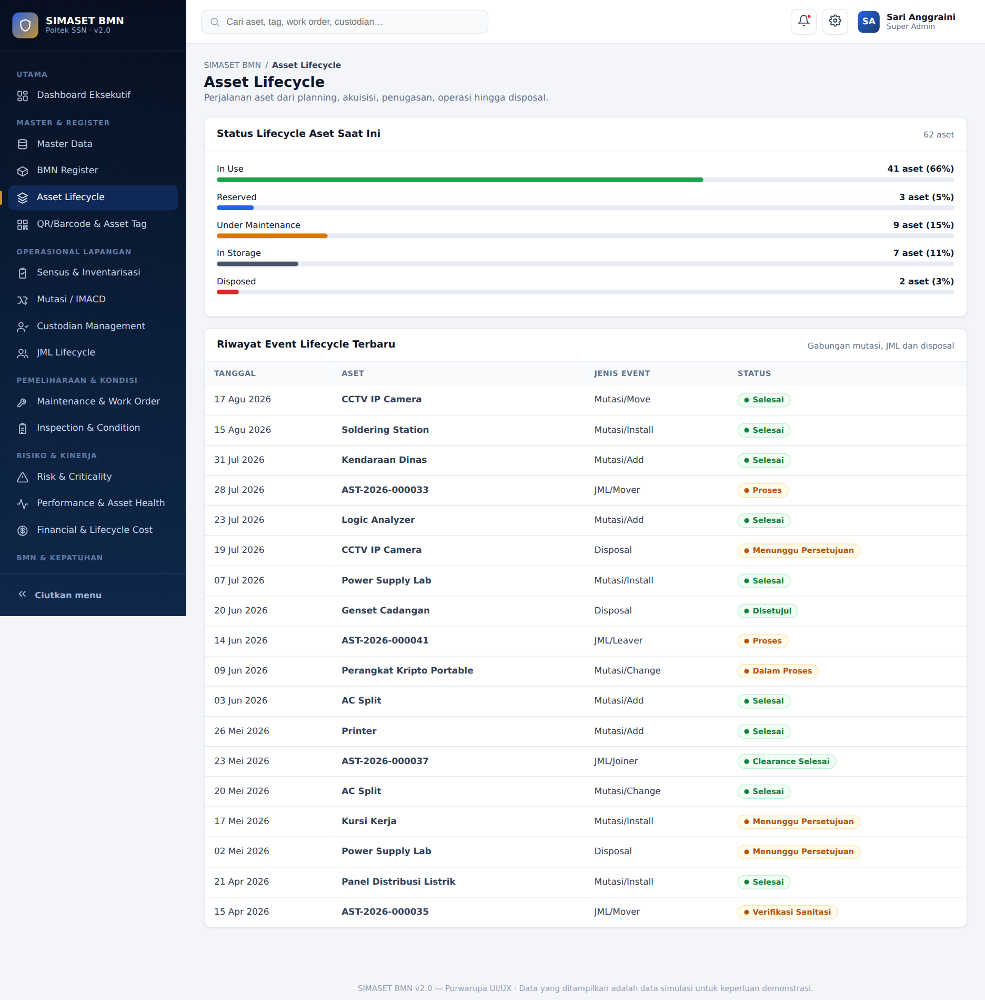 SIMASET BMN
Poltek SSN · v2.0
UTAMA
Dashboard Eksekutif
MASTER & REGISTER
Master Data
BMN Register
Asset Lifecycle
QR/Barcode & Asset Tag
OPERASIONAL LAPANGAN
Sensus & Inventarisasi
Mutasi / IMACD
Custodian Management
JML Lifecycle
PEMELIHARAAN & KONDISI
Maintenance & Work Order
Inspection & Condition
RISIKO & KINERJA
Risk & Criticality
Performance & Asset Health
Financial & Lifecycle Cost
BMN & KEPATUHAN
Ciutkan menu
Cari aset, tag, work order, custodian…
SA
Sari Anggraini
Super Admin
SIMASET BMN / Asset Lifecycle
Asset Lifecycle
Perjalanan aset dari planning, akuisisi, penugasan, operasi hingga disposal.
Status Lifecycle Aset Saat Ini 62 aset
In Use 41 aset (66%)
Reserved 3 aset (5%)
Under Maintenance 9 aset (15%)
In Storage 7 aset (11%)
Disposed 2 aset (3%)
Riwayat Event Lifecycle Terbaru Gabungan mutasi, JML dan disposal
TANGGAL ASET JENIS EVENT STATUS
17 Agu 2026 CCTV IP Camera Mutasi/Move Selesai
15 Agu 2026 Soldering Station Mutasi/Install Selesai
31 Jul 2026 Kendaraan Dinas Mutasi/Add Selesai
28 Jul 2026 AST-2026-000033 JML/Mover Proses
23 Jul 2026 Logic Analyzer Mutasi/Add Selesai
19 Jul 2026 CCTV IP Camera Disposal Menunggu Persetujuan
07 Jul 2026 Power Supply Lab Mutasi/Install Selesai
20 Jun 2026 Genset Cadangan Disposal Disetujui
14 Jun 2026 AST-2026-000041 JML/Leaver Proses
09 Jun 2026 Perangkat Kripto Portable Mutasi/Change Dalam Proses
03 Jun 2026 AC Split Mutasi/Add Selesai
26 Mei 2026 Printer Mutasi/Add Selesai
23 Mei 2026 AST-2026-000037 JML/Joiner Clearance Selesai
20 Mei 2026 AC Split Mutasi/Change Selesai
17 Mei 2026 Kursi Kerja Mutasi/Install Menunggu Persetujuan
02 Mei 2026 Power Supply Lab Disposal Menunggu Persetujuan
21 Apr 2026 Panel Distribusi Listrik Mutasi/Install Selesai
15 Apr 2026 AST-2026-000035 JML/Mover Verifikasi Sanitasi
SIMASET BMN v2.0 — Purwarupa UI/UX · Data yang ditampilkan adalah data simulasi untuk keperluan demonstrasi.